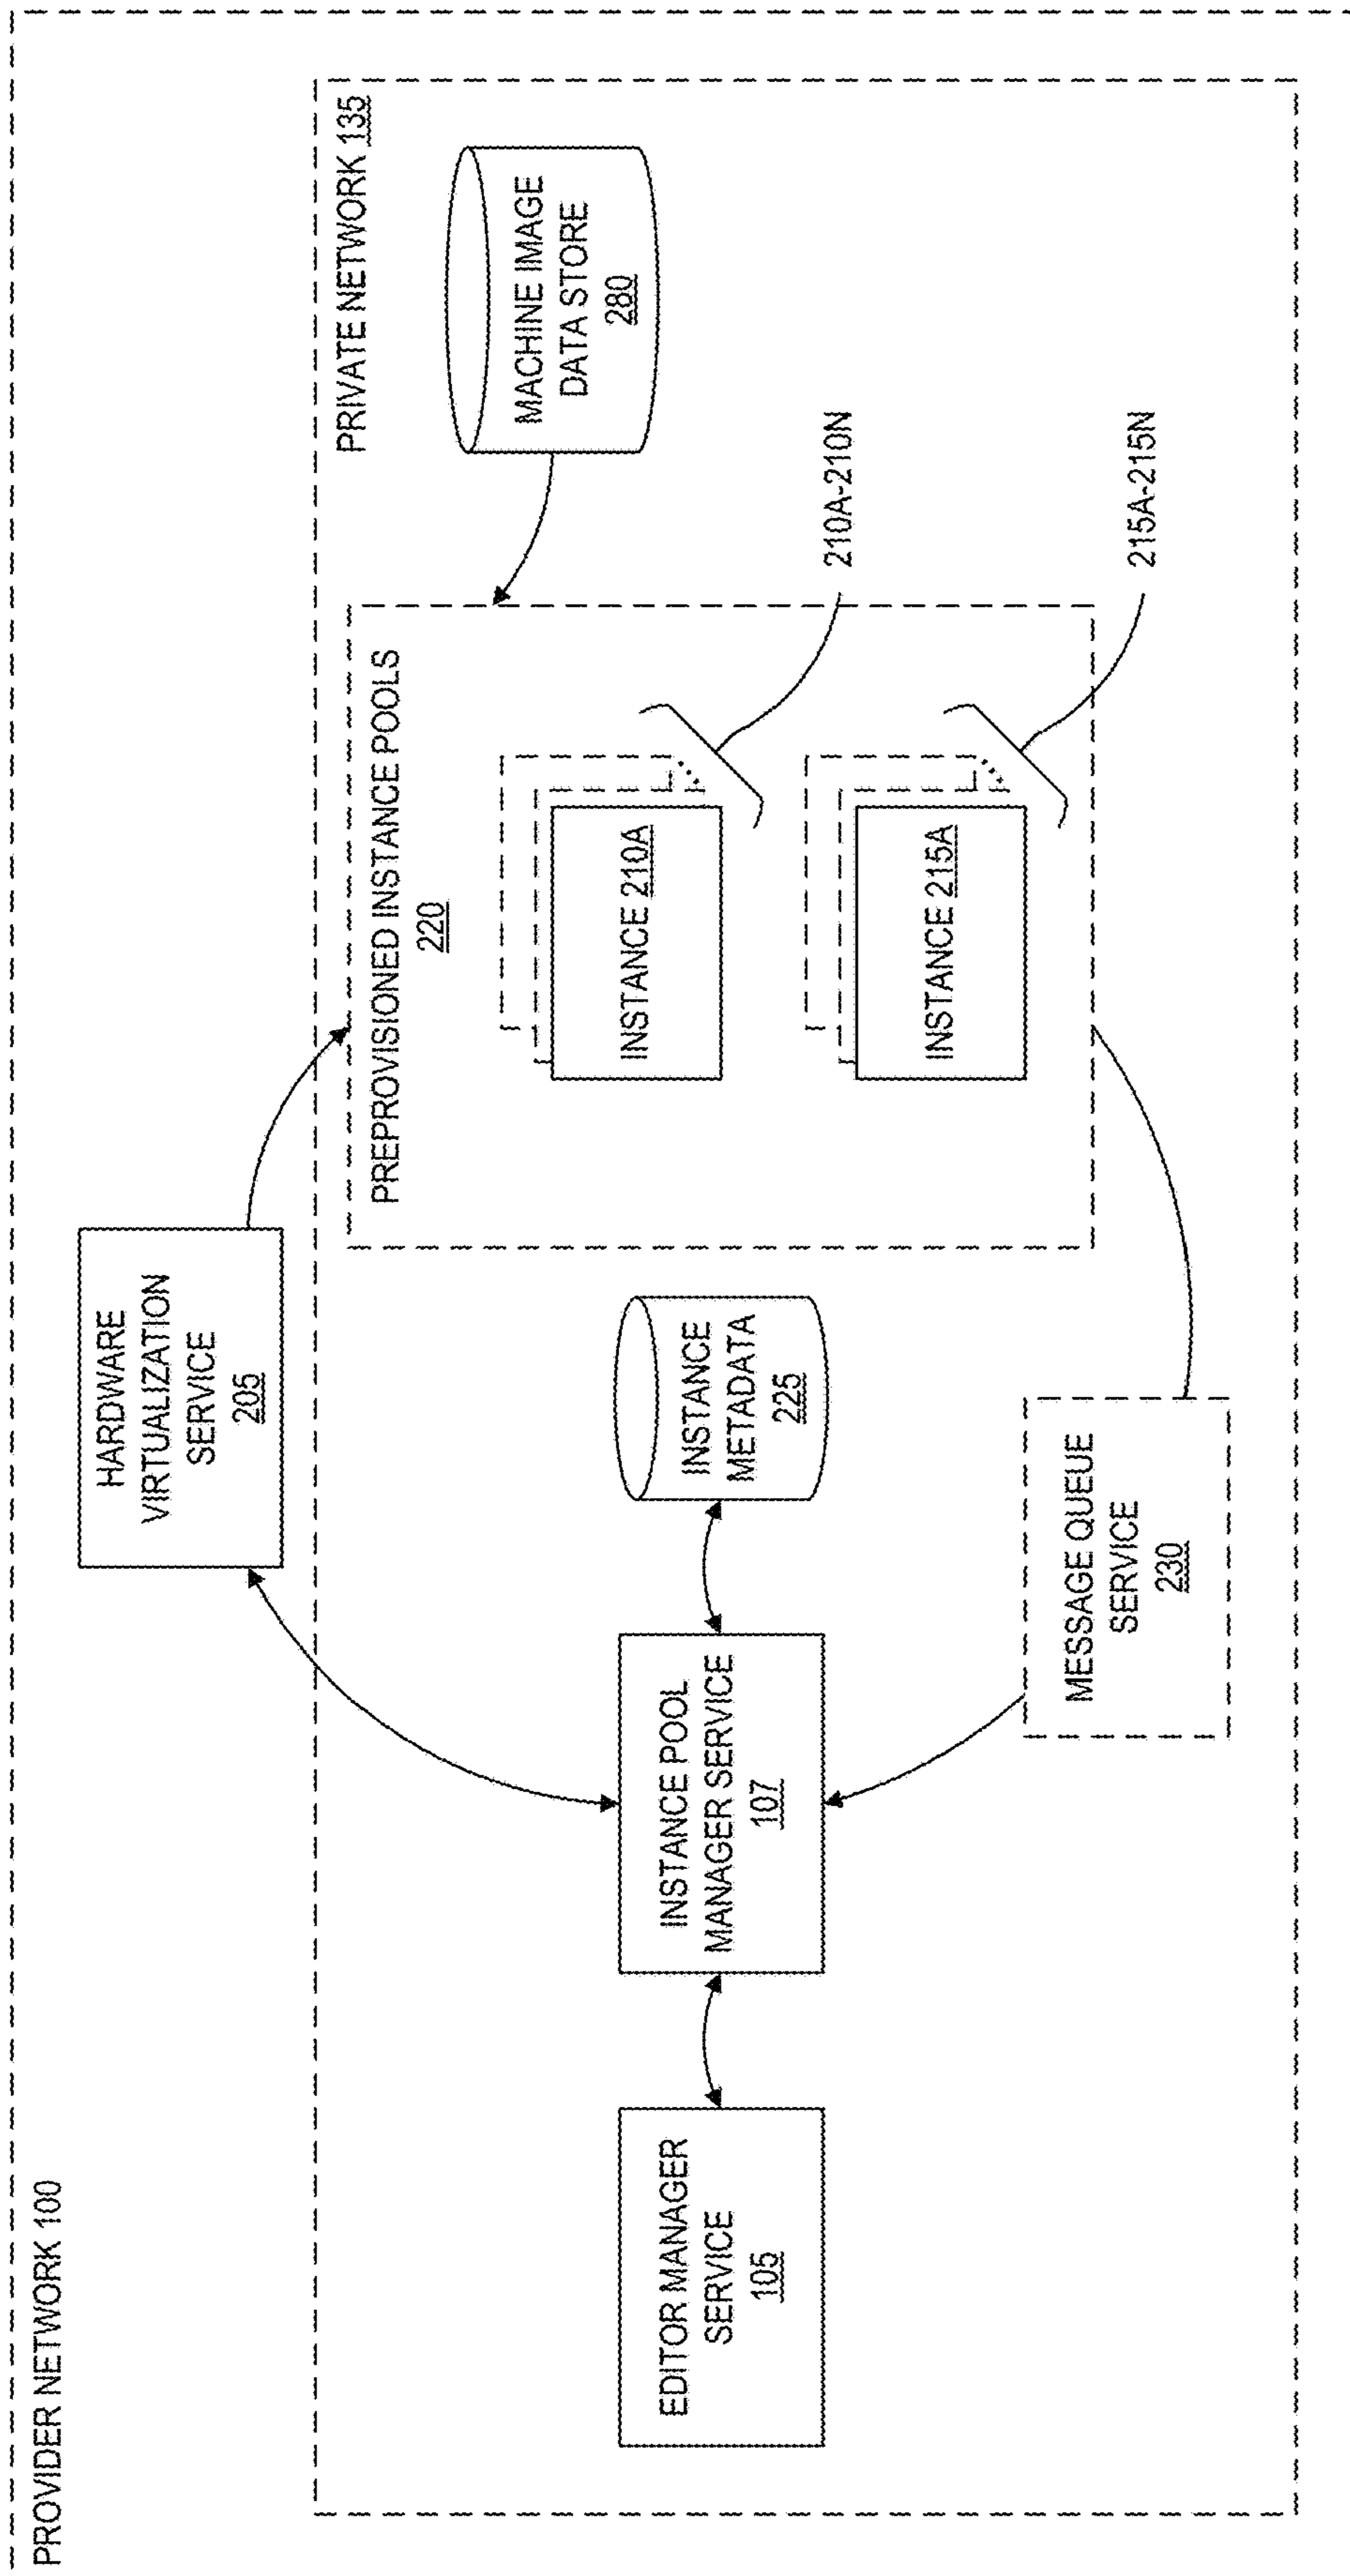 PROVIDER NETWORK 100
HARDWARE
VIRTUALIZATION
SERVICE
205
PRIVATE NETWORK 135
EDITOR MANAGER
SERVICE
105
INSTANCE POOL
MANAGER SERVICE
107
INSTANCE
METADATA
225
MESSAGE QUEUE
SERVICE
230
PREPROVISIONED INSTANCE POOLS
220
INSTANCE 210A
INSTANCE 215A
210A-210N
215A-215N
MACHINE IMAGE
DATA STORE
280